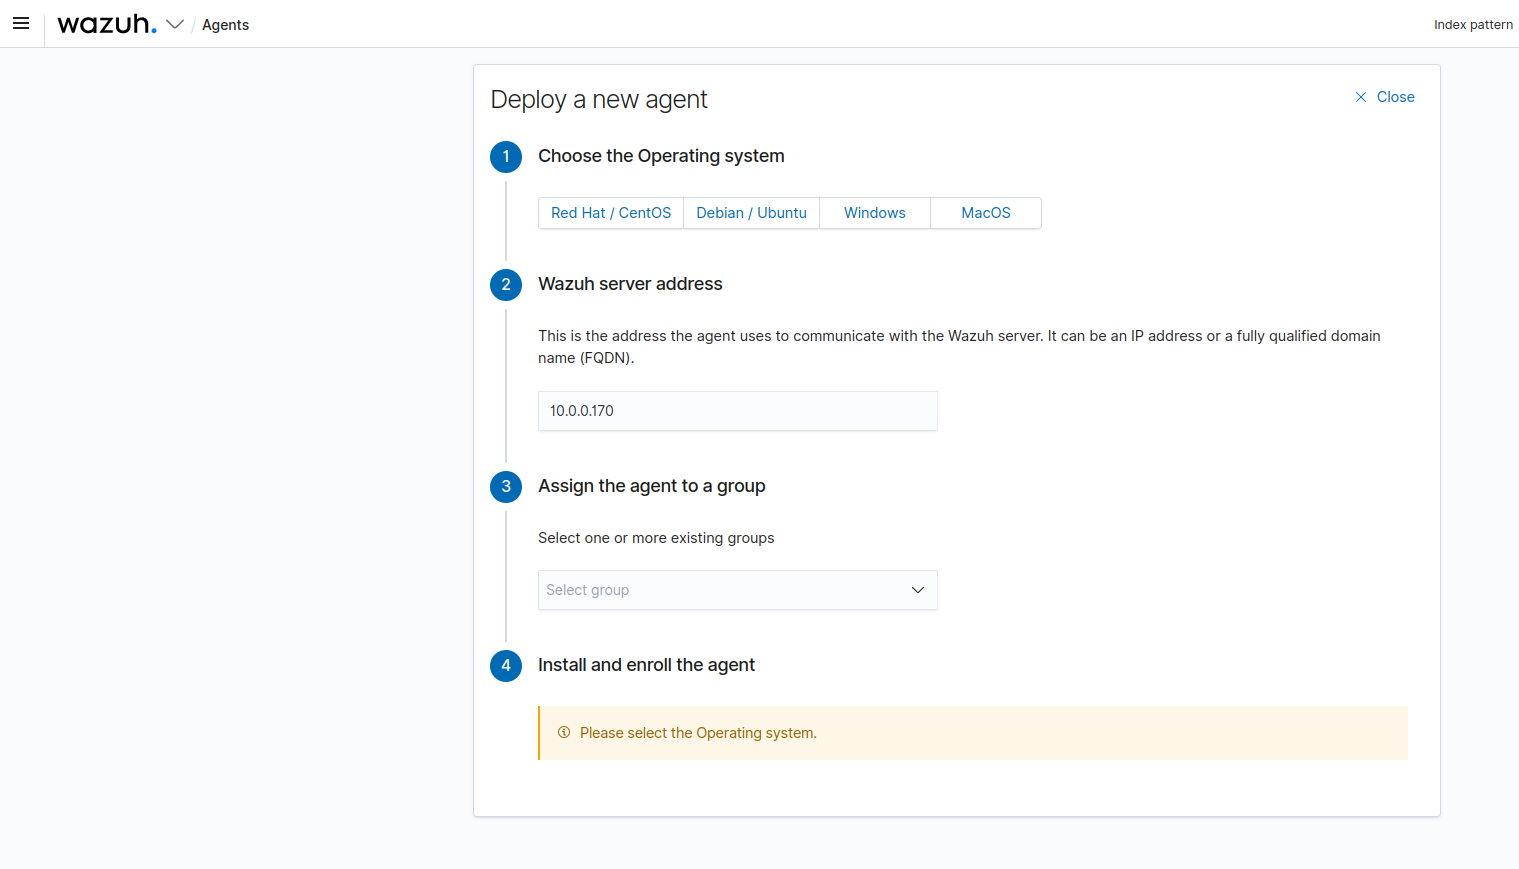 wazuh. / Agents
Index pattern
Deploy a new agent
Close
1 Choose the Operating system
Red Hat / CentOS Debian / Ubuntu Windows MacOS
2 Wazuh server address
This is the address the agent uses to communicate with the Wazuh server. It can be an IP address or a fully qualified domain
name (FQDN).
10.0.0.170
3 Assign the agent to a group
Select one or more existing groups
Select group
4 Install and enroll the agent
Please select the Operating system.